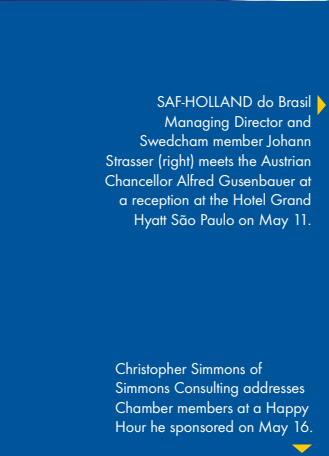 SAF-HOLLAND do Brasil
Managing Director and
Swedcham member Johann
Strasser (right) meets the Austrian
Chancellor Alfred Gusenbauer at
a reception at the Hotel Grand
Hyatt São Paulo on May 11.
Christopher Simmons of
Simmons Consulting addresses
Chamber members at a Happy
Hour he sponsored on May 16.